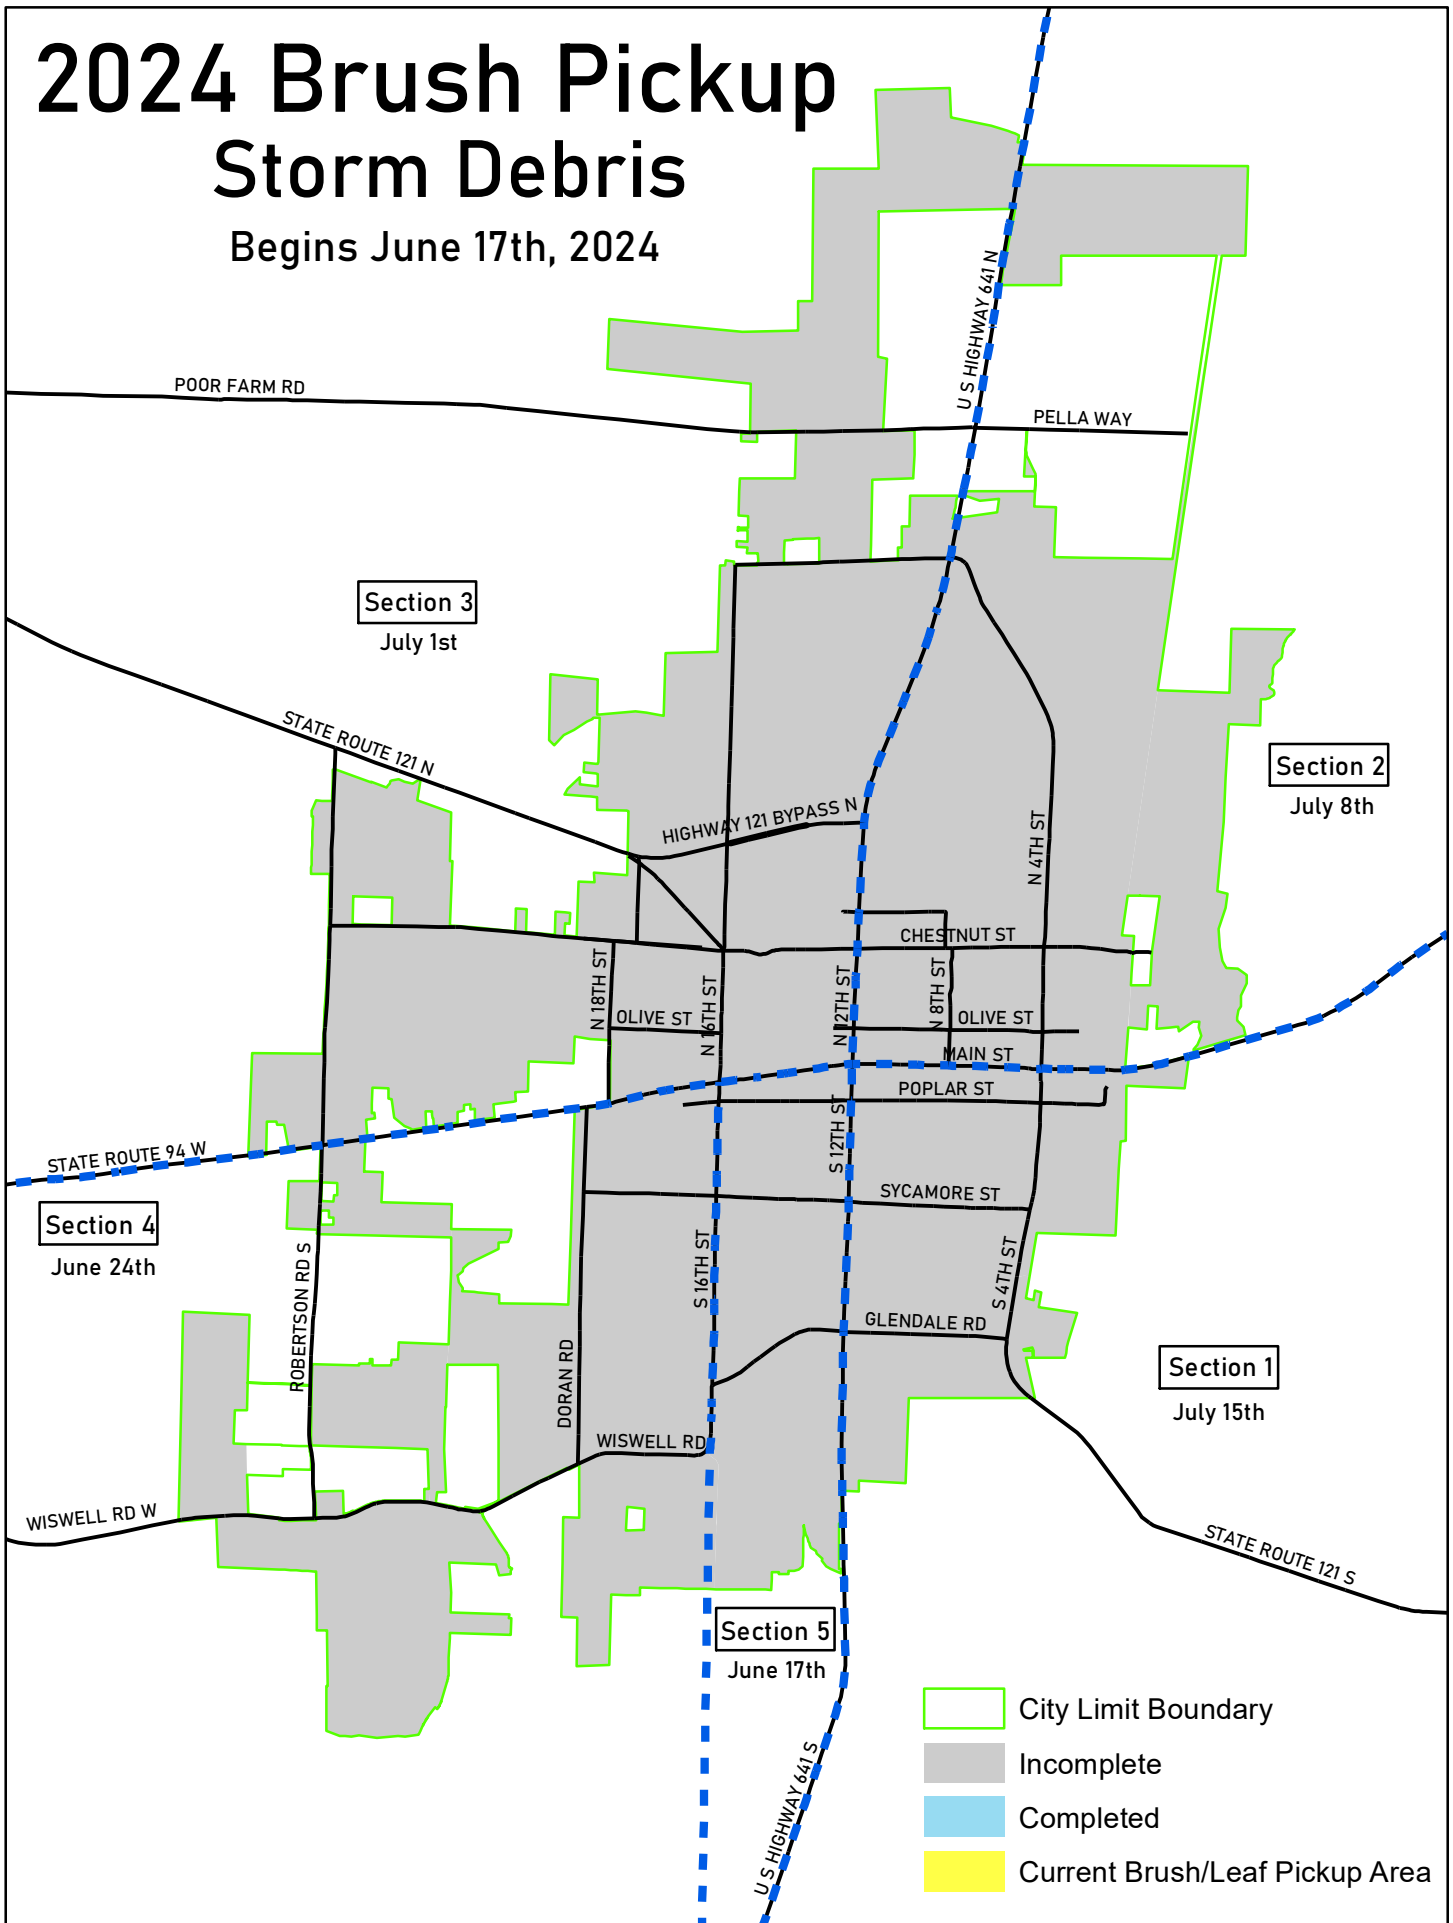 2024 Brush Pickup
Storm Debris
Begins June 17th, 2024
U S HIGHWAY 641 N
POOR FARM RD
PELLA WAY
Section 3
July 1st
STATE ROUTE 121 N
Section 2
July 8th
HIGHWAY 121 BYPASS N
N 4TH ST
CHESTNUT ST
N 18TH ST
N 16TH ST
N 12TH ST
N 8TH ST
OLIVE ST
OLIVE ST
MAIN ST
POPLAR ST
S 12TH ST
STATE ROUTE 94 W
SYCAMORE ST
Section 4
June 24th
ROBERTSON RD S
S 16TH ST
S 4TH ST
GLENDALE RD
DORAN RD
Section 1
July 15th
WISWELL RD
WISWELL RD W
STATE ROUTE 121 S
Section 5
June 17th
U S HIGHWAY 641 S
City Limit Boundary
Incomplete
Completed
Current Brush/Leaf Pickup Area